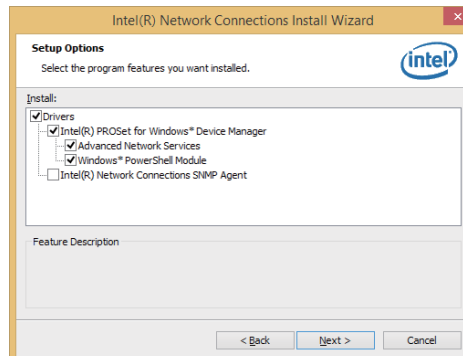 Intel(R) Network Connections Install Wizard
Setup Options
Select the program features you want installed.
intel
Install:
Drivers
Intel(R) PROSet for Windows* Device Manager
Advanced Network Services
Windows* PowerShell Module
Intel(R) Network Connections SNMP Agent
Feature Description
< Back Next > Cancel